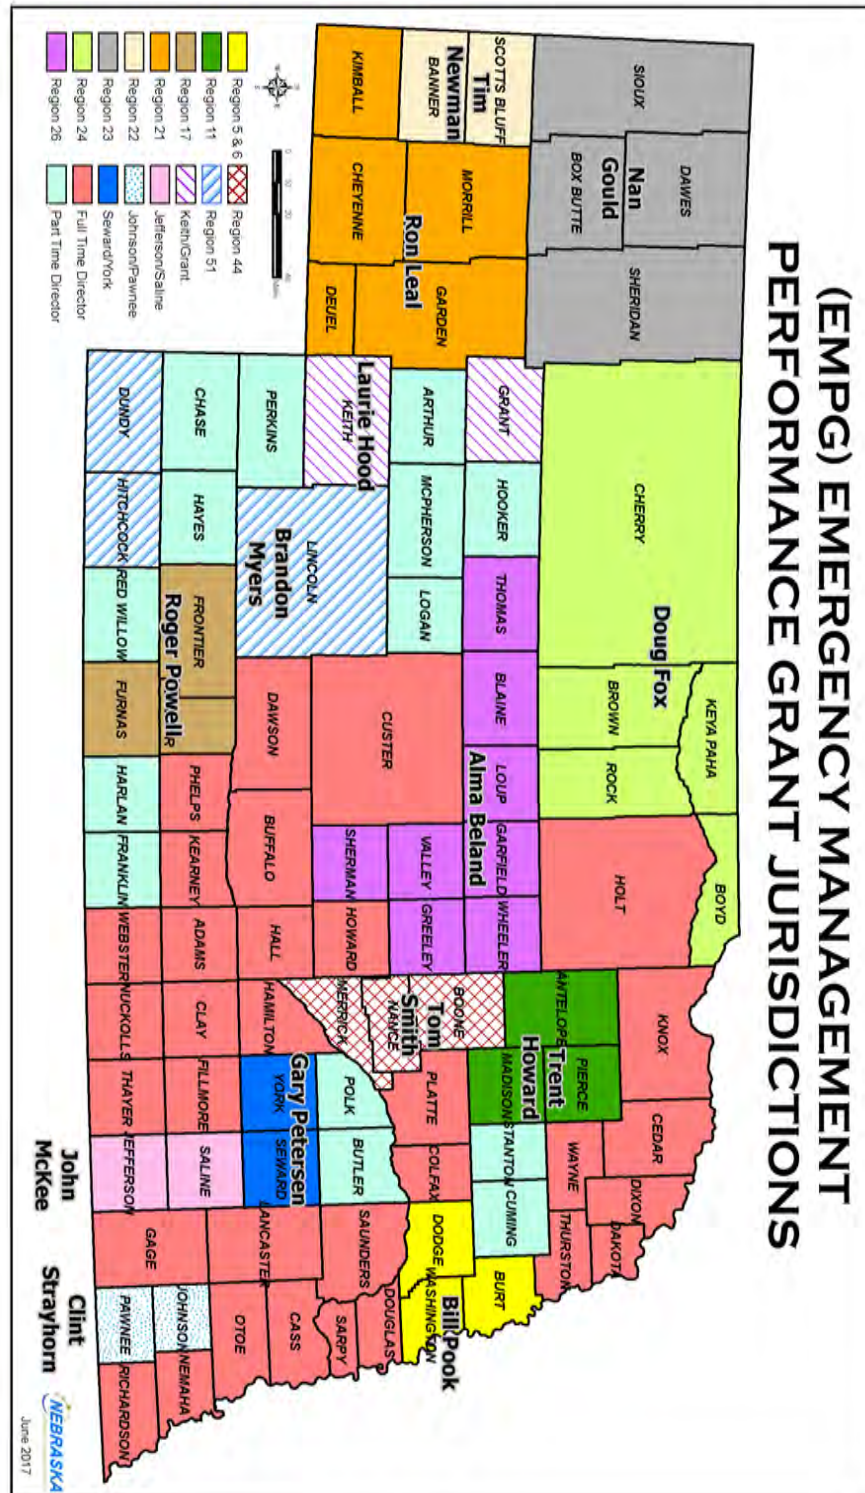 (EMPG) EMERGENCY MANAGEMENT
PERFORMANCE GRANT JURISDICTIONS
SIOUX
DAWES
Nan
Gould
BOX BUTTE
SHERIDAN
SCOTTS BLUFF
Tim
Newman
BANNER
KIMBALL
MORRILL
CHEYENNE
Ron Leal
GARDEN
DEUEL
CHERRY
Doug Fox
KEYA PAHA
BROWN
ROCK
BOYD
HOLT
GRANT
HOOKER
THOMAS
BLAINE
LOUP
GARFIELD
WHEELER
Alma Beland
ARTHUR
MCPHERSON
LOGAN
CUSTER
VALLEY
GREELEY
SHERMAN
HOWARD
Laurie Hood
KEITH
PERKINS
LINCOLN
Brandon
Myers
DAWSON
BUFFALO
HALL
CHASE
HAYES
FRONTIER
Roger Powell
R
PHELPS
KEARNEY
ADAMS
CLAY
FILLMORE
SALINE
DUNDY
HITCHCOCK
RED WILLOW
FURNAS
HARLAN
FRANKLIN
WEBSTER
NUCKOLLS
THAYER
JEFFERSON
KNOX
CEDAR
DIXON
DAKOTA
ANTELOPE
PIERCE
Trent
Howard
WAYNE
THURSTON
BOONE
MADISON
STANTON
CUMING
BURT
Tom
Smith
NANCE
MERRICK
PLATTE
COLFAX
DODGE
WASHINGTON
Bill Pook
HAMILTON
POLK
BUTLER
SAUNDERS
DOUGLAS
SARPY
Gary Petersen
YORK
SEWARD
LANCASTER
CASS
OTOE
GAGE
JOHNSON
NEMAHA
PAWNEE
RICHARDSON
John
McKee
Clint
Strayhorn
Region 5 & 6
Region 11
Region 17
Region 21
Region 22
Region 23
Region 24
Region 26
Region 44
Region 51
Keith/Grant
Jefferson/Saline
Johnson/Pawnee
Seward/York
Full Time Director
Part Time Director
NEBRASKA
June 2017